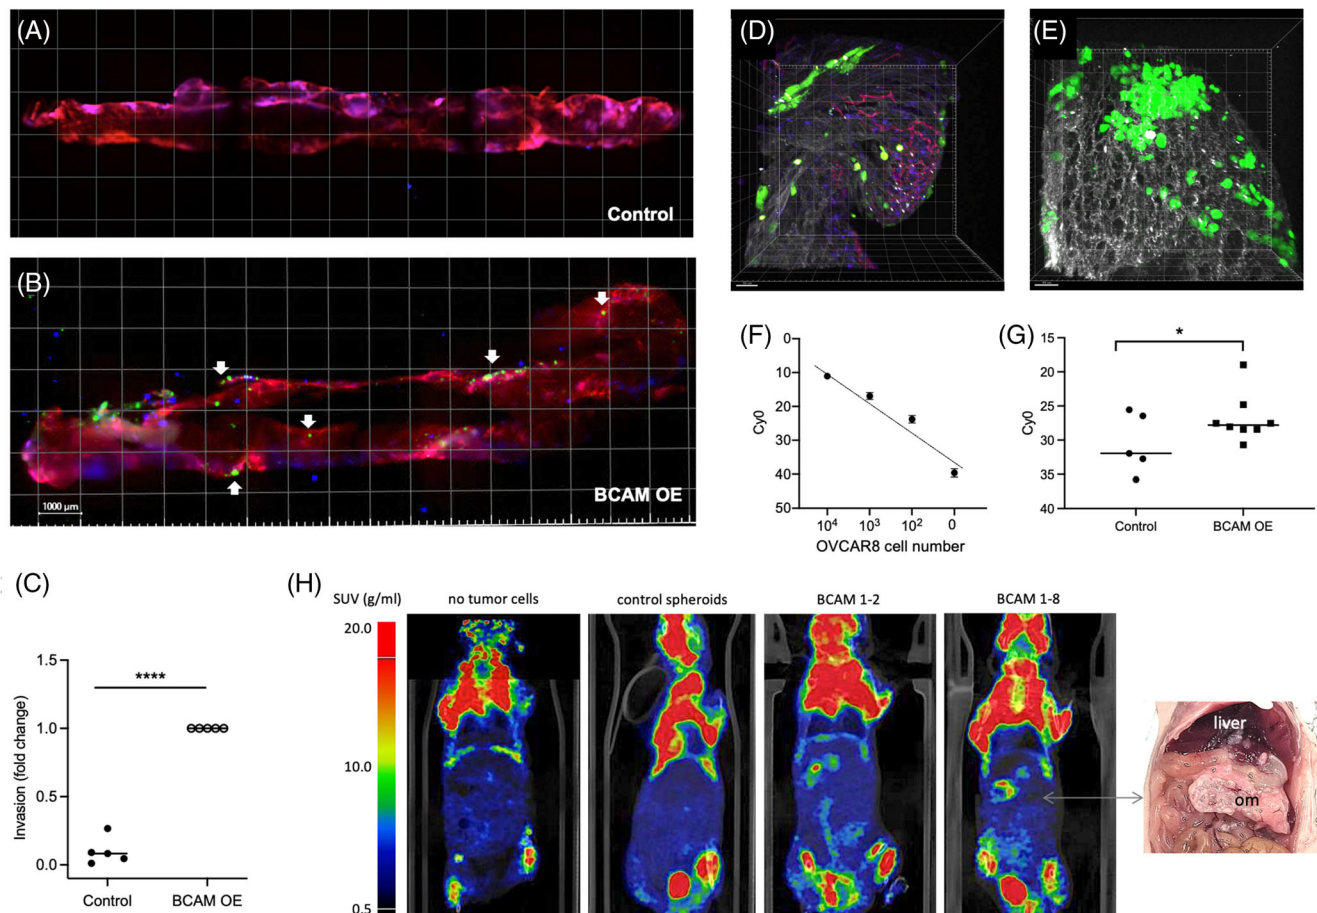 (A)
Control
(B)
1000 μm
BCAM OE
(C)
Invasion (fold change)
1.5
1.0
0.5
0.0
****
Control
BCAM OE
(D)
(E)
(F)
Cy0
0
10
20
30
40
50
10⁴
10³
10²
0
OVCAR8 cell number
(G)
Cy0
15
20
25
30
35
40
*
Control
BCAM OE
(H)
SUV (g/ml)
20.0
10.0
0.5
no tumor cells
control spheroids
BCAM 1-2
BCAM 1-8
liver
om